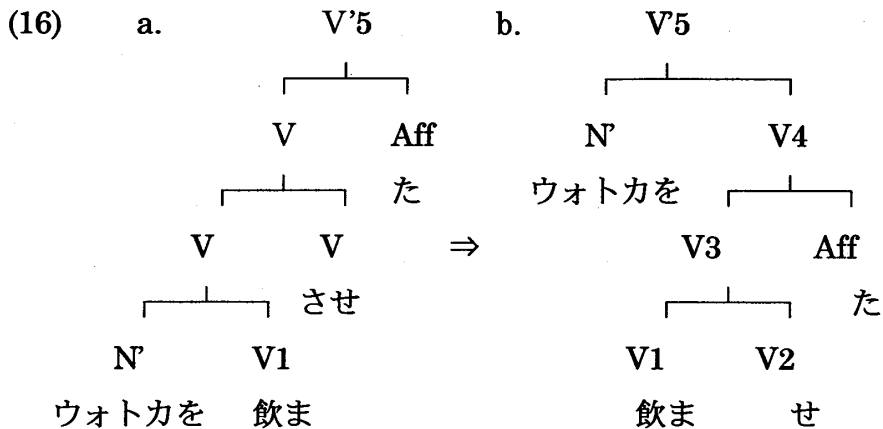 (16) a. V'5 b. V'5
V Aff N' V4
た ウォトカを
V V ⇒ V3 Aff
させ た
N' V1 V1 V2
ウォトカを 飲ま 飲ま せ